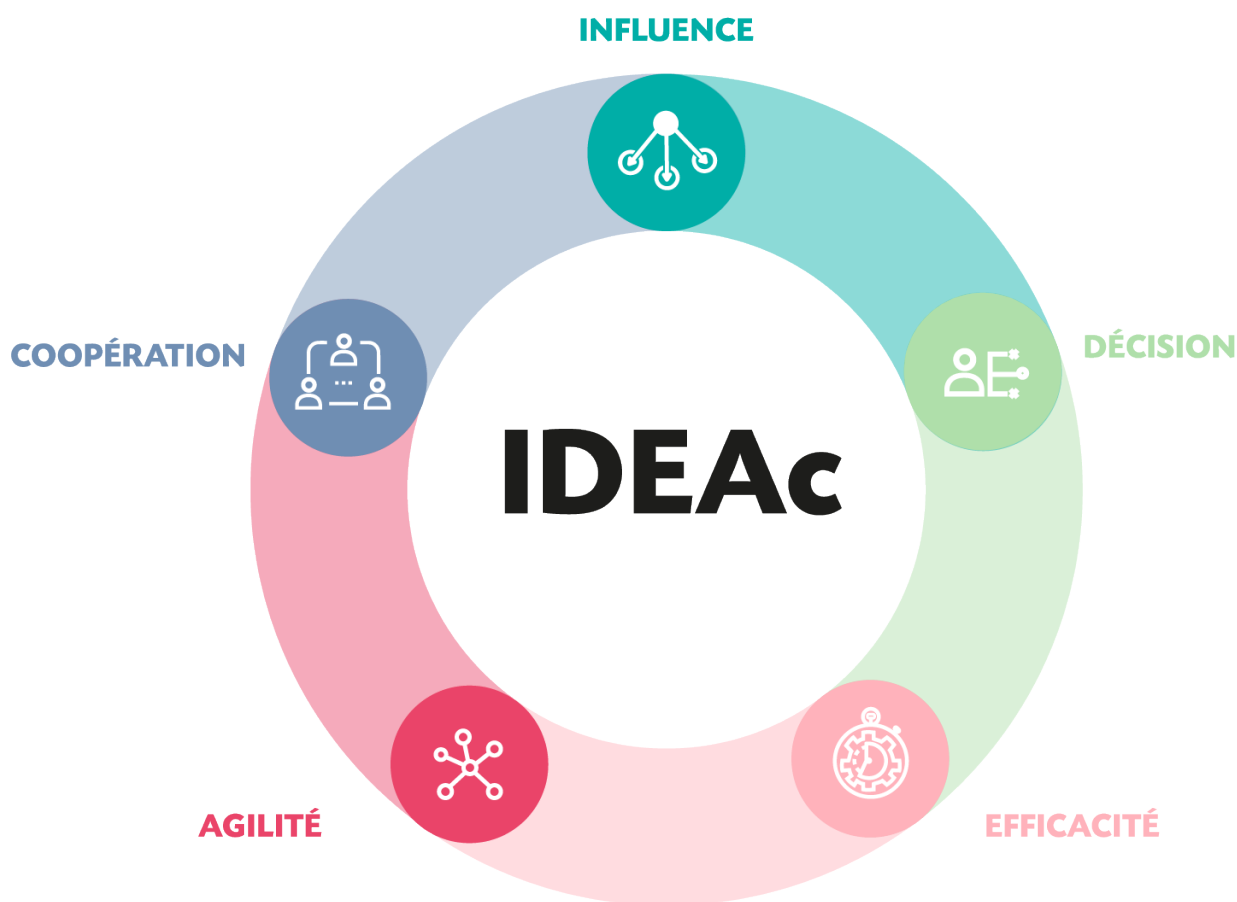 INFLUENCE
DÉCISION
COOPÉRATION
IDEAc
AGILITÉ
EFFICACITÉ